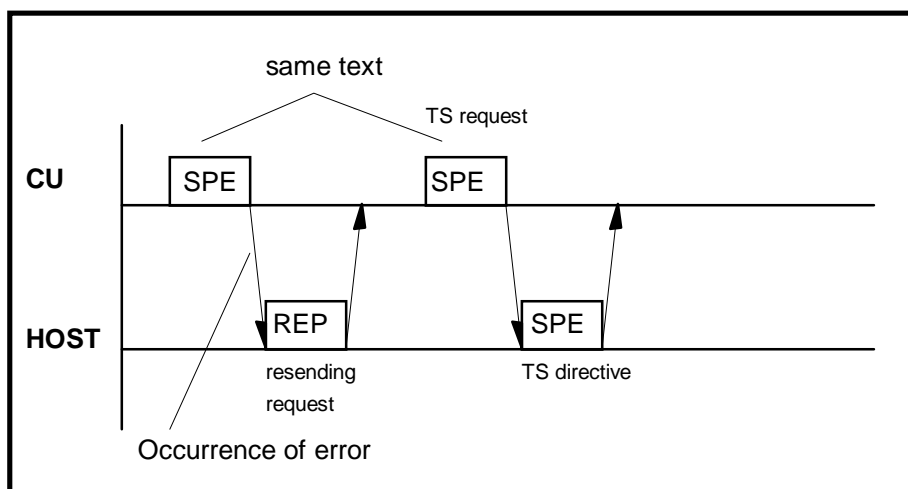 same text
TS request
CU
SPE
SPE
HOST
REP
SPE
resending
request
TS directive
Occurrence of error